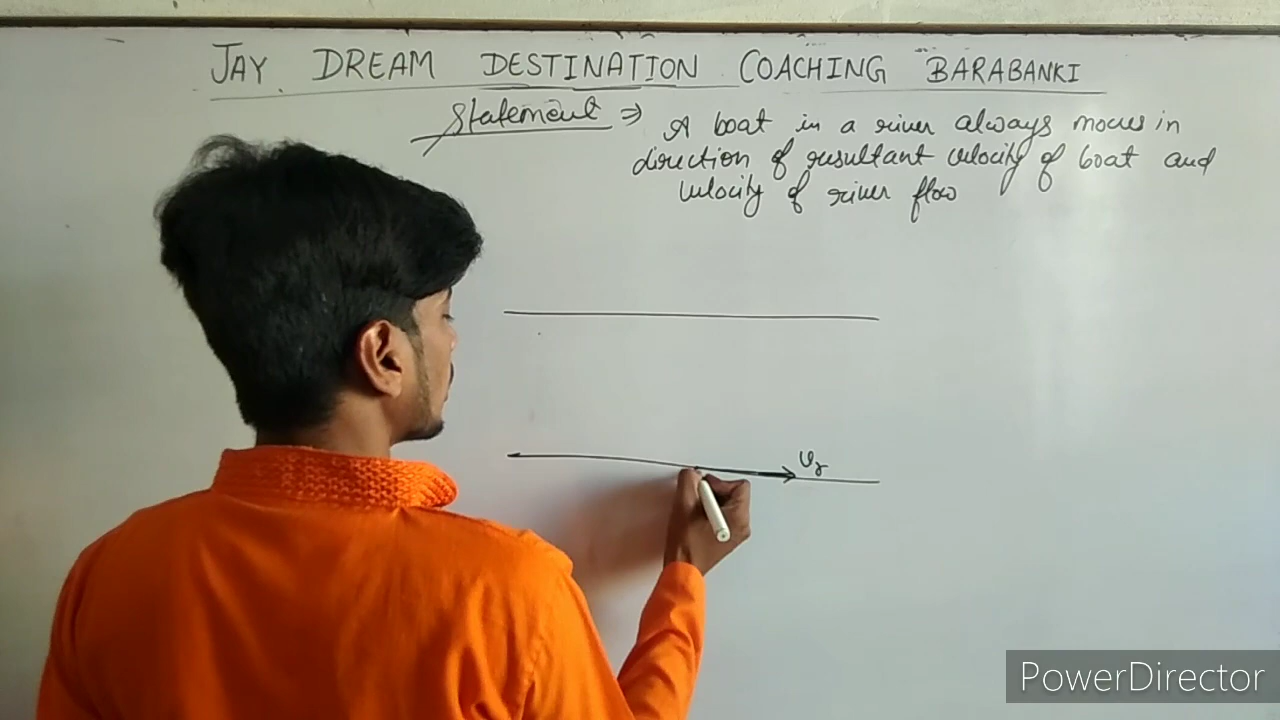 JAY DREAM DESTINATION COACHING BARABANKI
Statement ⇒ A boat in a river always moves in
direction of resultant velocity of boat and
velocity of river flow
Vr
PowerDirector